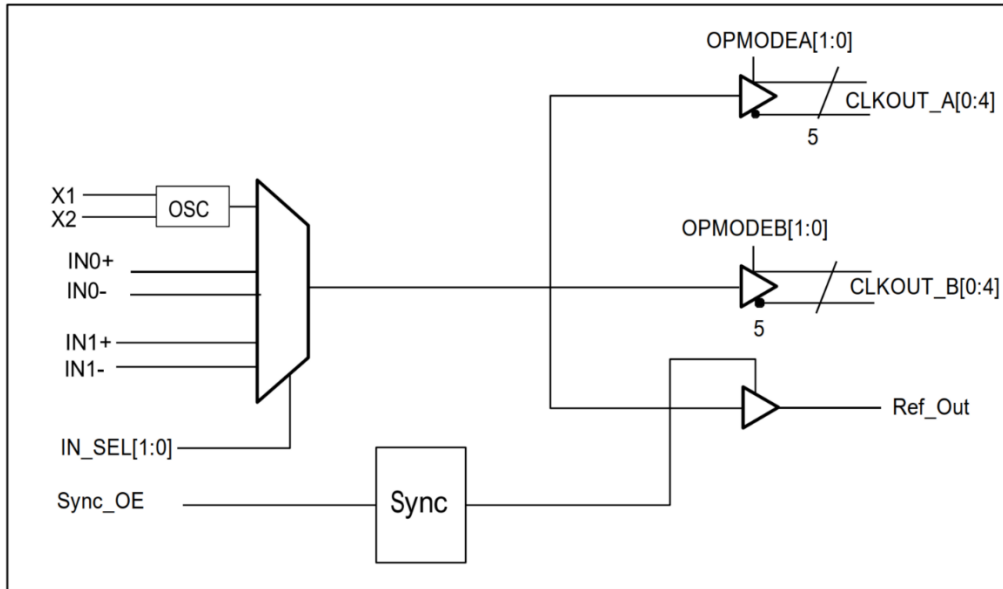 OPMODEA[1:0]
CLKOUT_A[0:4]
5
X1
X2
OSC
OPMODEB[1:0]
IN0+
IN0-
CLKOUT_B[0:4]
5
IN1+
IN1-
Ref_Out
IN_SEL[1:0]
Sync_OE
Sync